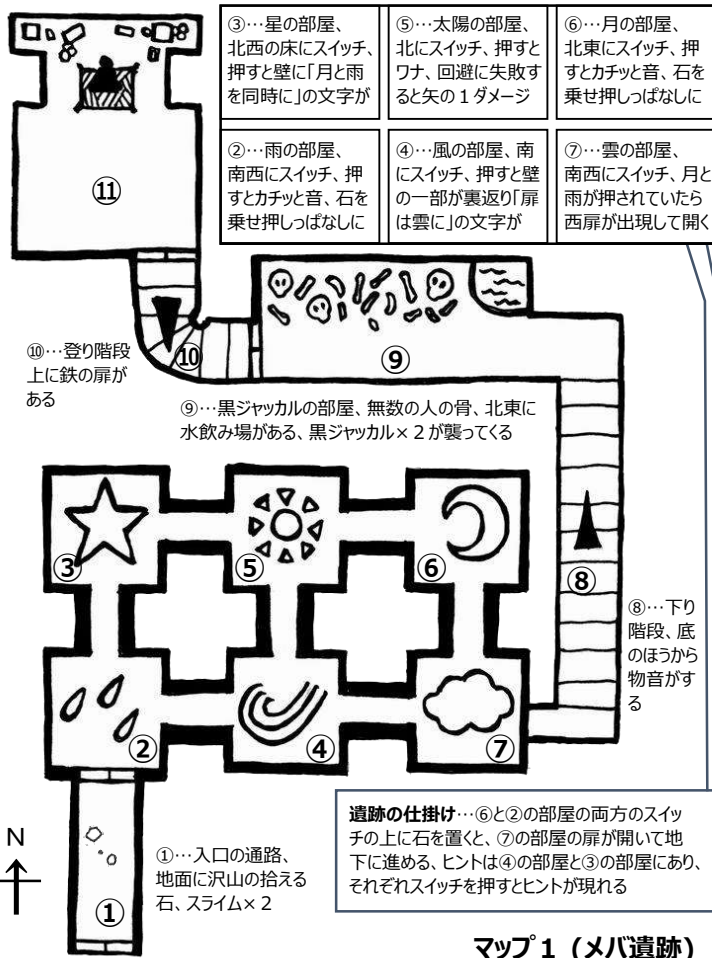 ③…星の部屋、
北西の床にスイッチ、
押すと壁に「月と雨
を同時に」の文字が
⑤…太陽の部屋、
北にスイッチ、押すと
ワナ、回避に失敗す
ると矢の１ダメージ
⑥…月の部屋、
北東にスイッチ、押
すとカチッと音、石を
乗せ押しっぱなしに
②…雨の部屋、
南西にスイッチ、押
すとカチッと音、石を
乗せ押しっぱなしに
④…風の部屋、南
にスイッチ、押すと壁
の一部が裏返り「扉
は雲に」の文字が
⑦…雲の部屋、
南西にスイッチ、月と
雨が押されていたら
西扉が出現して開く
⑪
⑩
⑨
⑩…登り階段
上に鉄の扉が
ある
⑨…黒ジャッカルの部屋、無数の人の骨、北東に
水飲み場がある、黒ジャッカル×２が襲ってくる
③
⑤
⑥
⑧
⑧…下り
階段、底
のほうから
物音がす
る
②
④
⑦
遺跡の仕掛け…⑥と②の部屋の両方のスイッ
チの上に石を置くと、⑦の部屋の扉が開いて地
下に進める、ヒントは④の部屋と③の部屋にあり、
それぞれスイッチを押すとヒントが現れる
N
①…入口の通路、
地面に沢山の拾える
石、スライム×２
①
マップ１（メバ遺跡）